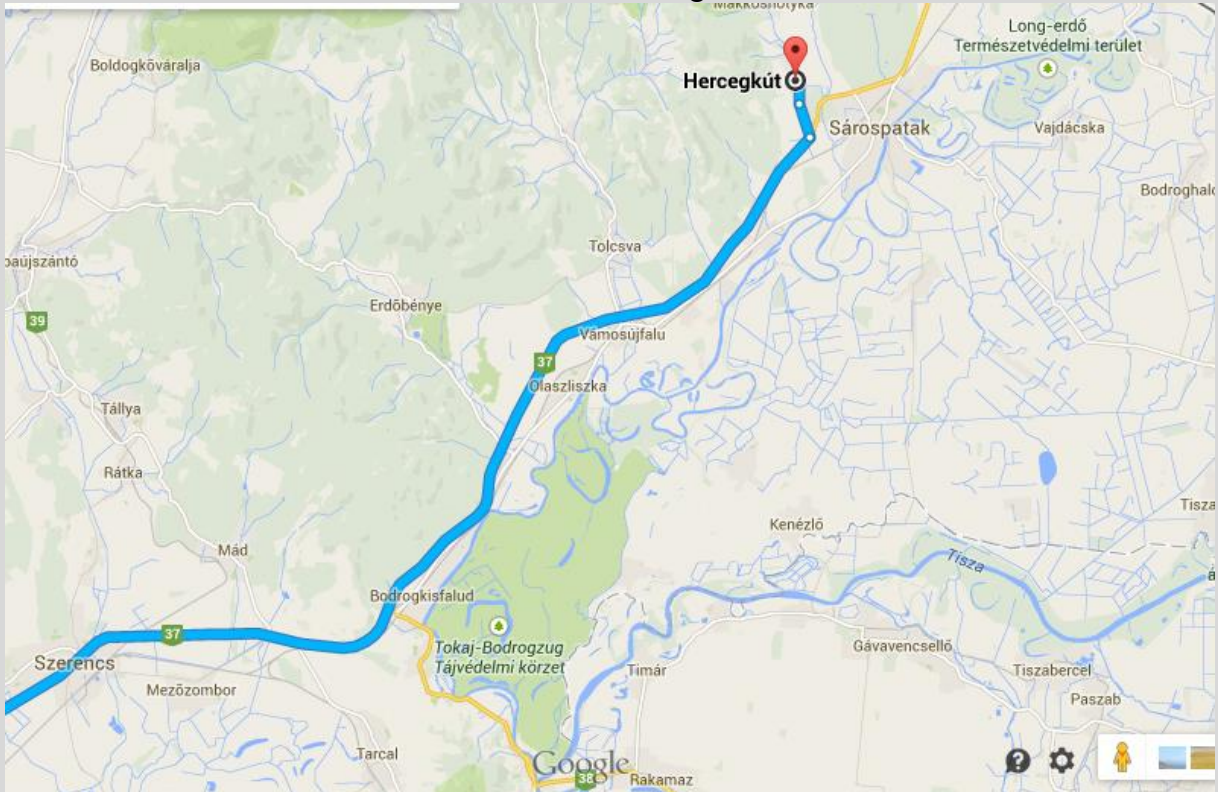 Makkoshotyka
Long-erdő
Természetvédelmi terület
Boldogkőváralja
Hercegkút
Sárospatak
Vajdácska
Tolcsva
39
Erdőbénye
Vámosújfalu
37
Olaszliszka
Tállya
Rátka
Kenézlő
Mád
Tisza
Bodrogkisfalud
37
Szerencs
Tokaj-Bodrogzug
Tájvédelmi körzet
Timár
Gávavencsellő
Tiszabercel
Mezőzombor
Paszab
Tarcal
Google
38
Rakamaz